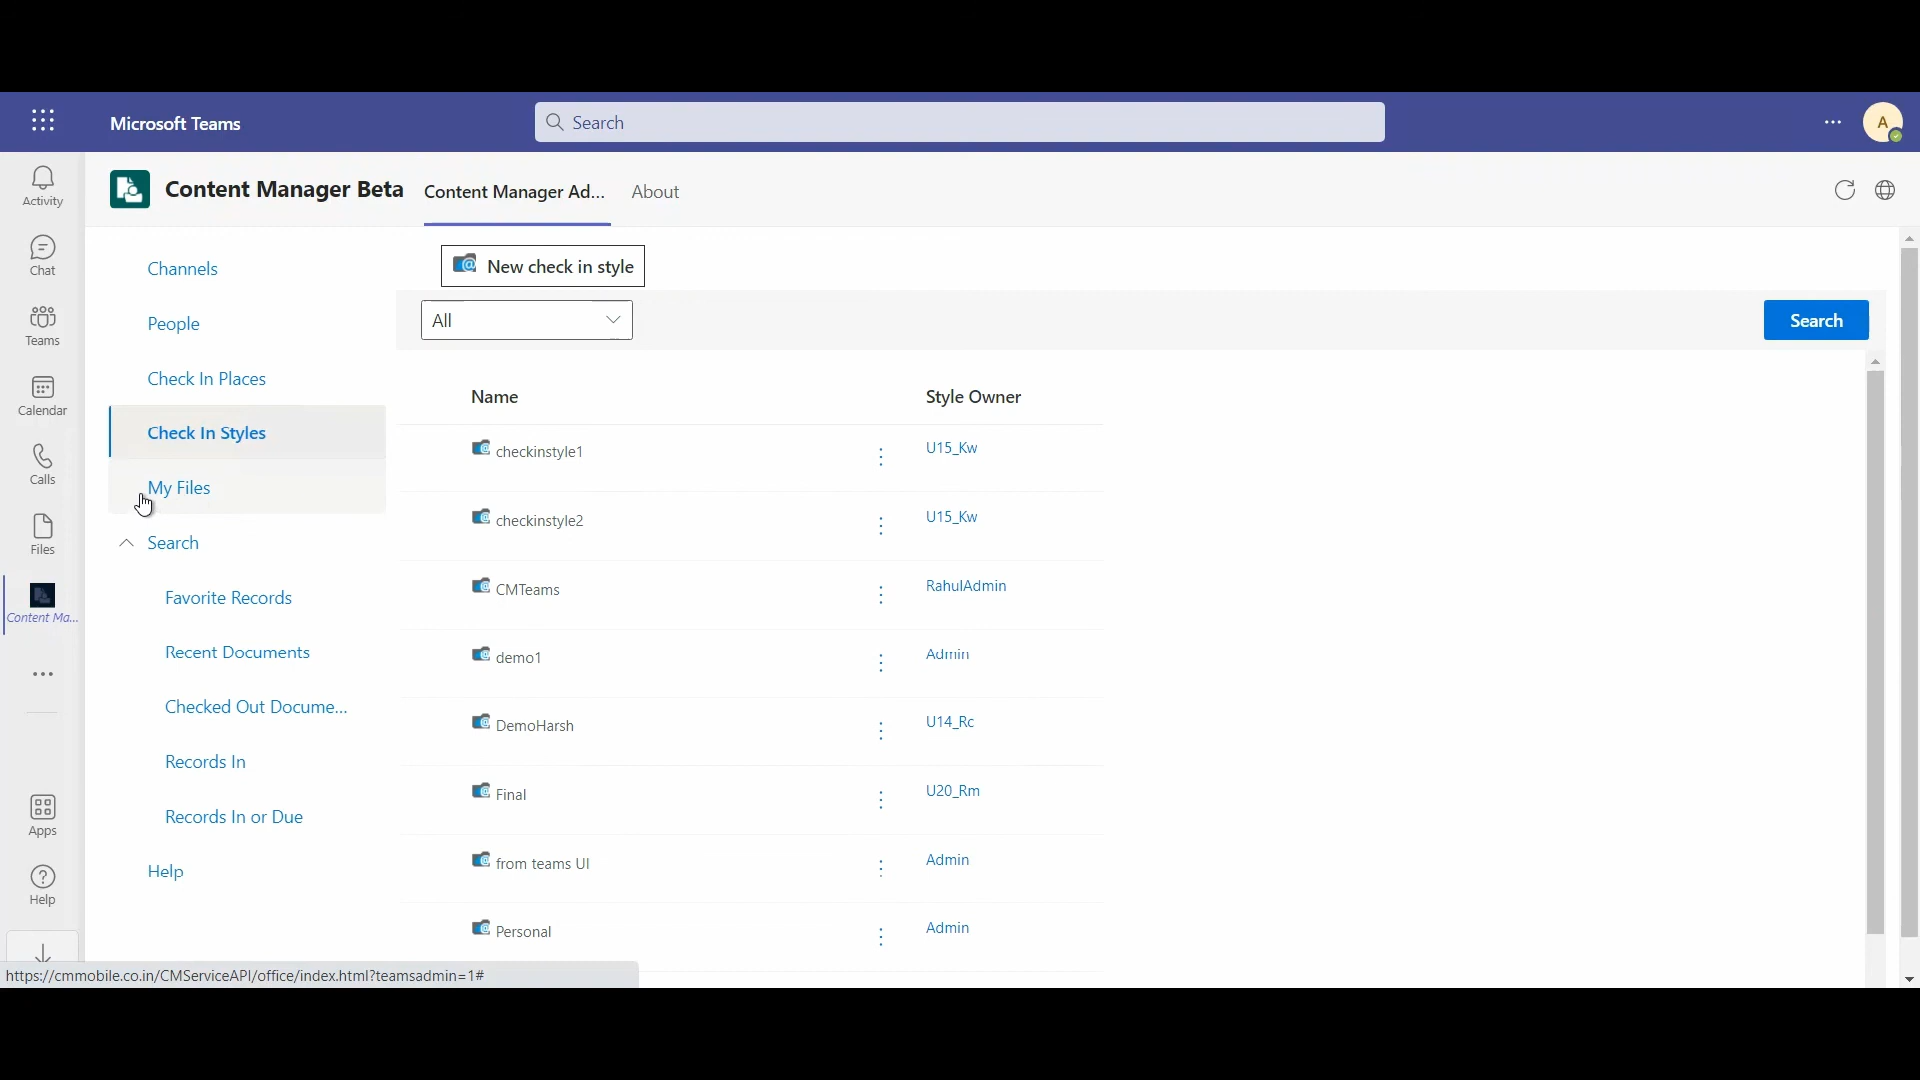 Microsoft Teams
Search
A
Activity
Chat
Teams
Calendar
Calls
Files
Content Ma...
Apps
Help
Content Manager Beta
Content Manager Ad...
About
Channels
People
Check In Places
Check In Styles
My Files
Search
Favorite Records
Recent Documents
Checked Out Docume...
Records In
Records In or Due
Help
New check in style
All
Search
Name
Style Owner
checkinstyle1
U15_Kw
checkinstyle2
U15_Kw
CMTeams
RahulAdmin
demo1
Admin
DemoHarsh
U14_Rc
Final
U20_Rm
from teams UI
Admin
Personal
Admin
https://cmmobile.co.in/CMServiceAPI/office/index.html?teamsadmin=1#